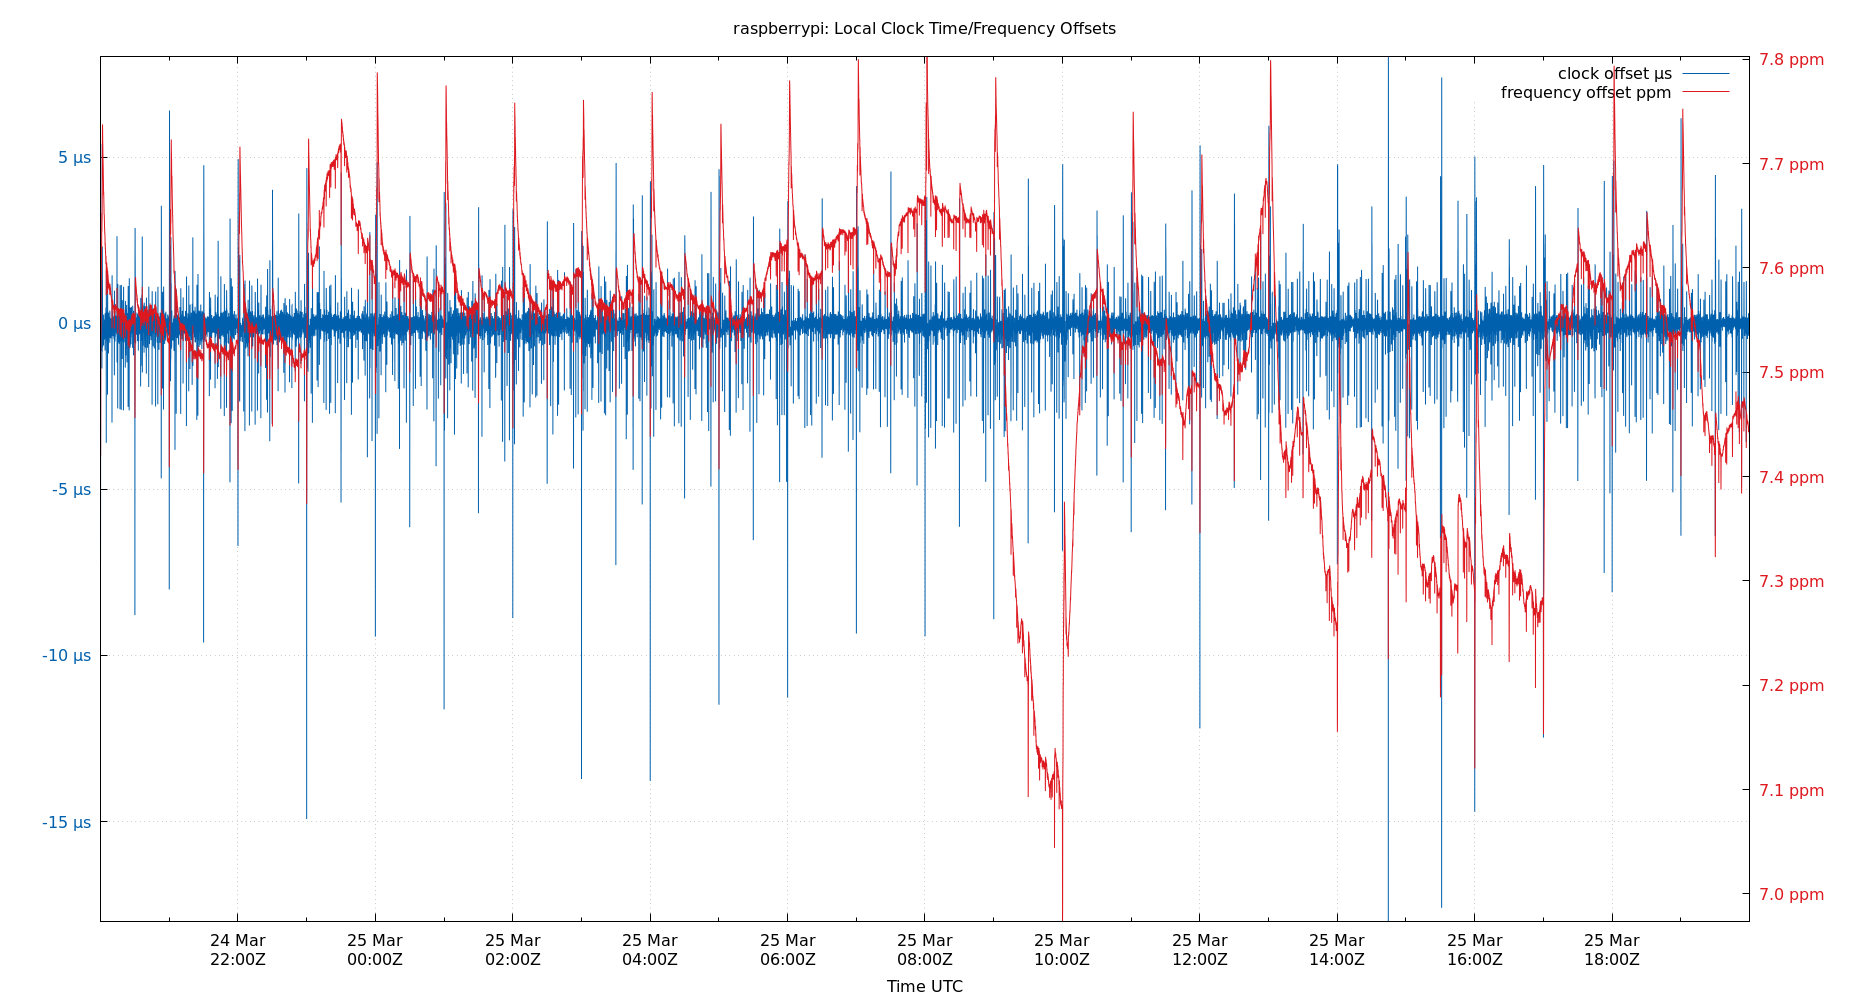 raspberrypi: Local Clock Time/Frequency Offsets
clock offset µs
frequency offset ppm
5 µs
0 µs
-5 µs
-10 µs
-15 µs
7.8 ppm
7.7 ppm
7.6 ppm
7.5 ppm
7.4 ppm
7.3 ppm
7.2 ppm
7.1 ppm
7.0 ppm
24 Mar
22:00Z
25 Mar
00:00Z
25 Mar
02:00Z
25 Mar
04:00Z
25 Mar
06:00Z
25 Mar
08:00Z
25 Mar
10:00Z
25 Mar
12:00Z
25 Mar
14:00Z
25 Mar
16:00Z
25 Mar
18:00Z
Time UTC